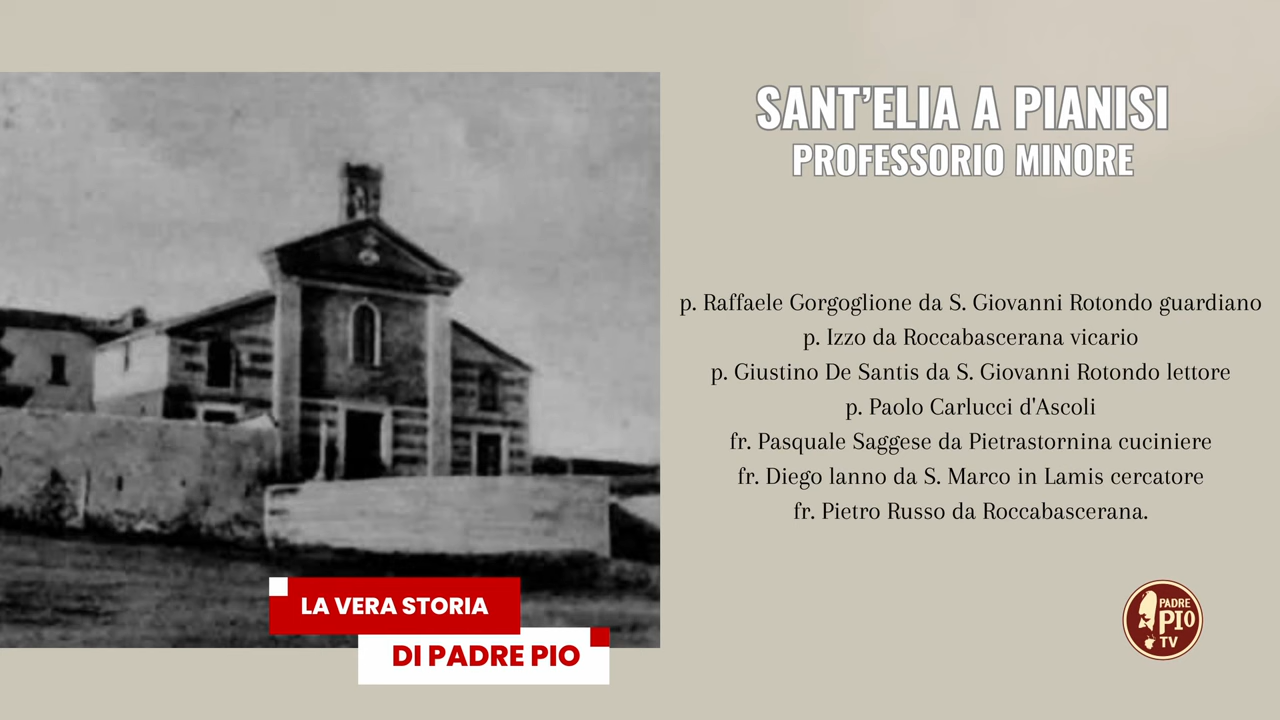 SANT'ELIA A PIANISI
PROFESSORIO MINORE
p. Raffaele Gorgoglione da S. Giovanni Rotondo guardiano
p. Izzo da Roccabascerana vicario
p. Giustino De Santis da S. Giovanni Rotondo lettore
p. Paolo Carlucci d'Ascoli
fr. Pasquale Saggese da Pietrastornina cuciniere
fr. Diego lanno da S. Marco in Lamis cercatore
fr. Pietro Russo da Roccabascerana.
LA VERA STORIA
DI PADRE PIO
PADRE
PIO
TV